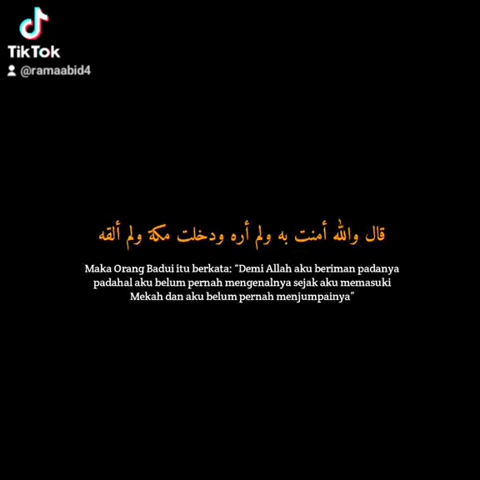 TikTok
@ramaabid4
قال والله أمنت به ولم أره ودخلت مكة ولم ألقه
Maka Orang Badui itu berkata: "Demi Allah aku beriman padanya
padahal aku belum pernah mengenalnya sejak aku memasuki
Mekah dan aku belum pernah menjumpainya"